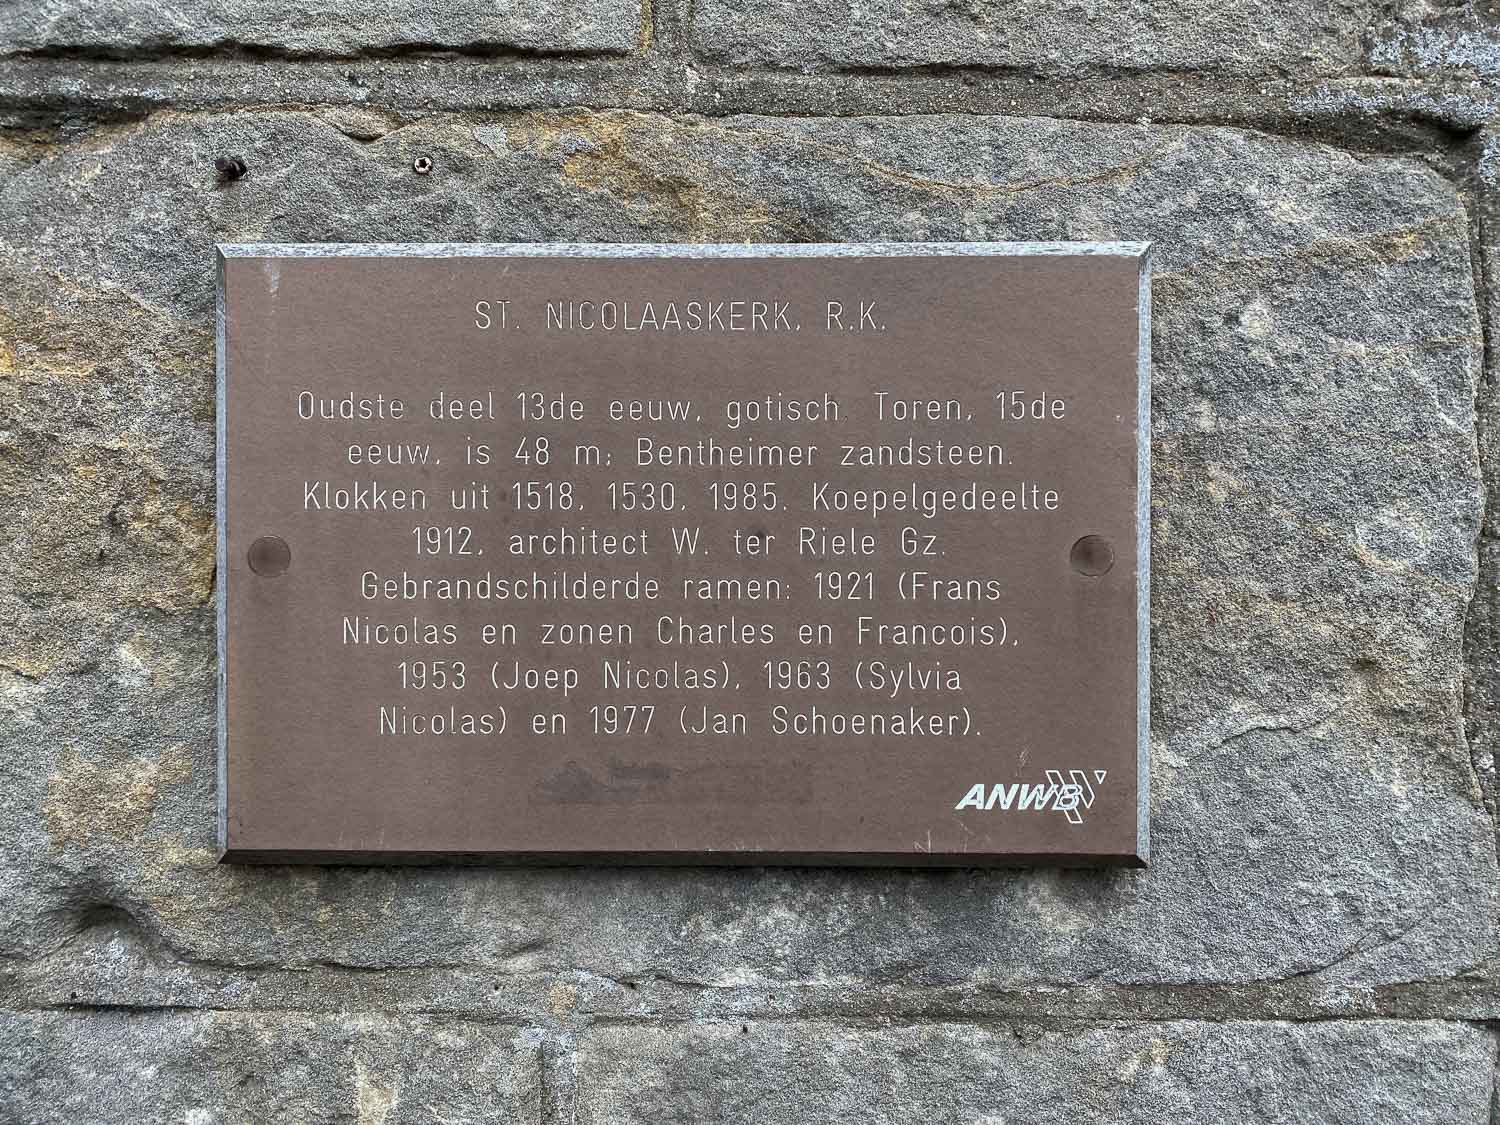 ST. NICOLAASKERK, R.K.
Oudste deel 13de eeuw, gotisch. Toren, 15de
eeuw, is 48 m; Bentheimer zandsteen.
Klokken uit 1518, 1530, 1985. Koepelgedeelte
1912, architect W. ter Riele Gz.
Gebrandschilderde ramen: 1921 (Frans
Nicolas en zonen Charles en Francois),
1953 (Joep Nicolas), 1963 (Sylvia
Nicolas) en 1977 (Jan Schoenaker).
ANWB